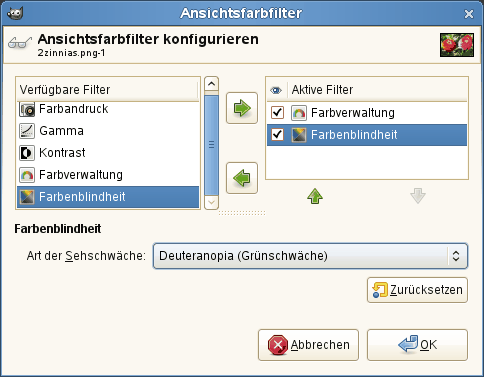 Ansichtsfarbfilter
Ansichtsfarbfilter konfigurieren
2zinnias.png-1
Verfügbare Filter
Farbandruck
Gamma
Kontrast
Farbverwaltung
Farbenblindheit
Aktive Filter
Farbverwaltung
Farbenblindheit
Farbenblindheit
Art der Sehschwäche: Deuteranopia (Grünschwäche)
Zurücksetzen
Abbrechen OK